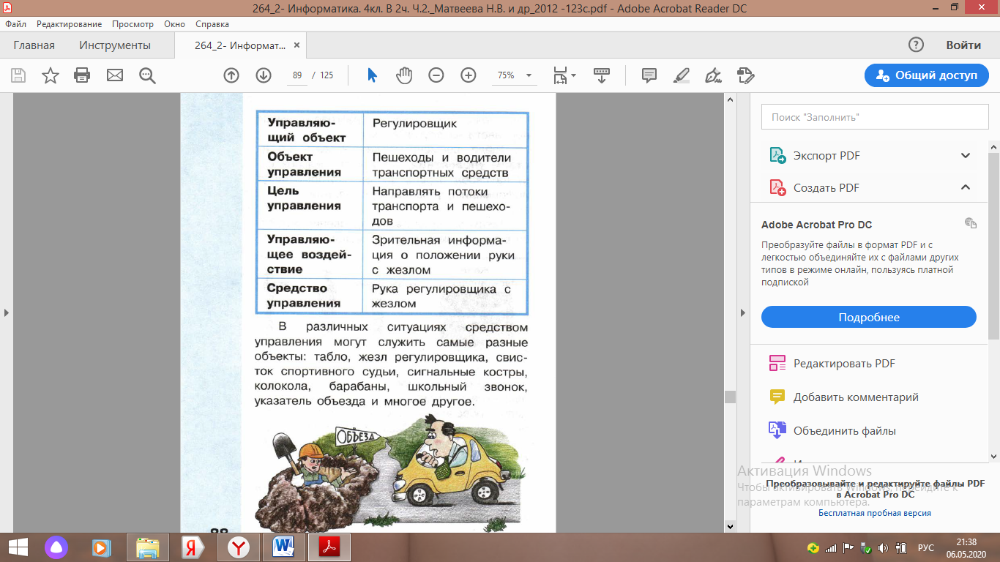 264_2- Информатика. 4кл. В 2ч. Ч.2._Матвеева Н.В. и др_2012 -123с.pdf - Adobe Acrobat Reader DC
Файл Редактирование Просмотр Окно Справка
Главная Инструменты 264_2- Информат... ×
? Войти
89 / 125 75% Общий доступ
Управляю-
щий объект
Регулировщик
Объект
управления
Пешеходы и водители
транспортных средств
Цель
управления
Направлять потоки
транспорта и пешехо-
дов
Управляю-
щее воздей-
ствие
Зрительная информа-
ция о положении руки
с жезлом
Средство
управления
Рука регулировщика с
жезлом
В различных ситуациях средством
управления могут служить самые разные
объекты: табло, жезл регулировщика, свис-
ток спортивного судьи, сигнальные костры,
колокола, барабаны, школьный звонок,
указатель объезда и многое другое.
ОБЪЕЗД
88
Поиск "Заполнить"
Экспорт PDF
Создать PDF
Adobe Acrobat Pro DC
Преобразуйте файлы в формат PDF и с
легкостью объединяйте их с файлами других
типов в режиме онлайн, пользуясь платной
подпиской
Подробнее
Редактировать PDF
Добавить комментарий
Объединить файлы
Активация Windows
Чтобы активировать Windows, перейдите к
параметрам компьютера.
Преобразовывайте и редактируйте файлы PDF
в Acrobat Pro DC
Бесплатная пробная версия
РУС
21:38
06.05.2020